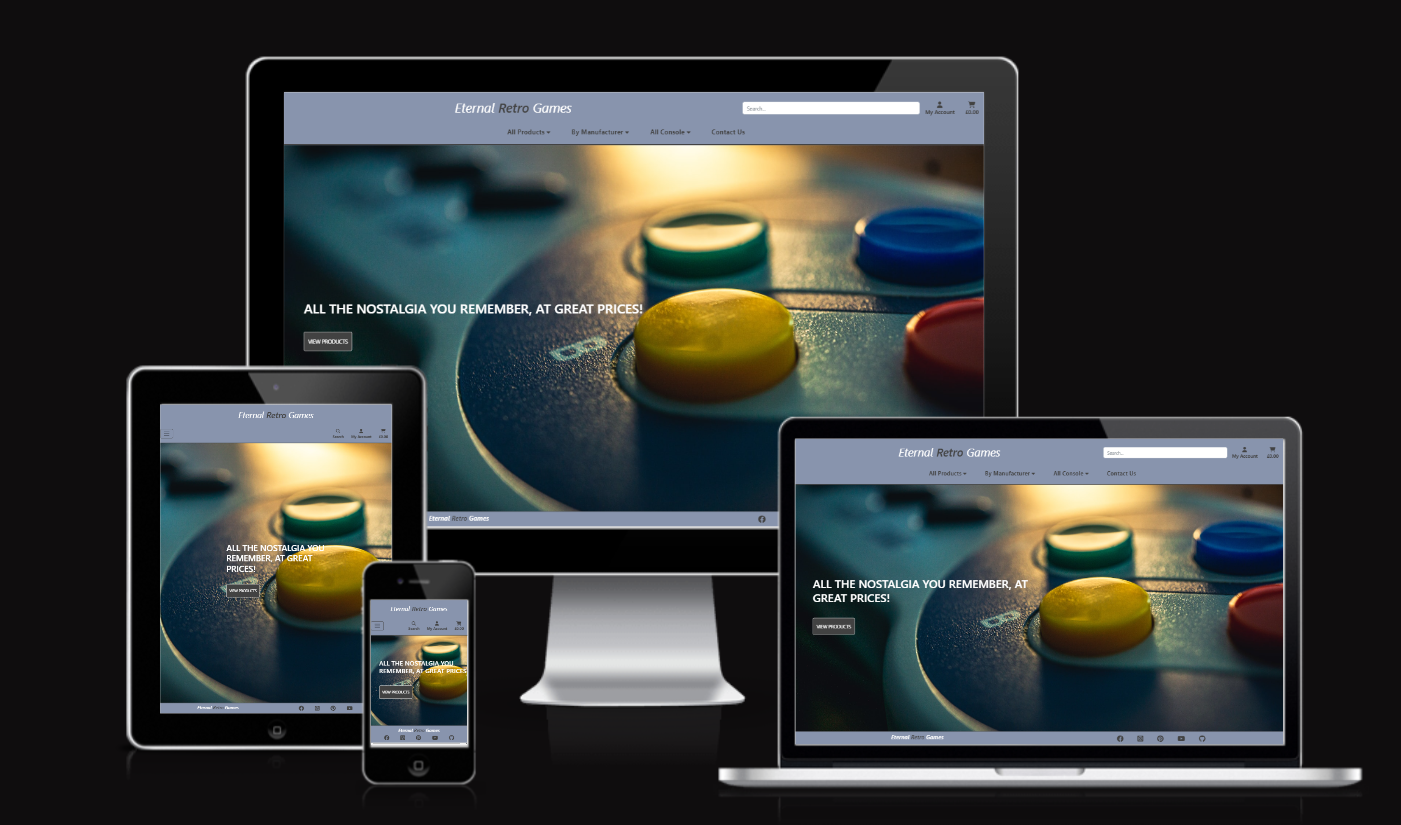 Eternal Retro Games
Search...
My Account
£0.00
All Products
By Manufacturer
All Console
Contact Us
ALL THE NOSTALGIA YOU REMEMBER, AT GREAT PRICES!
VIEW PRODUCTS
B
Eternal Retro Games
Eternal Retro Games
Search
My Account
£0.00
ALL THE NOSTALGIA YOU
REMEMBER, AT GREAT
PRICES!
VIEW PRODUCTS
Eternal Retro Games
Eternal Retro Games
Search
My Account
£0.00
ALL THE NOSTALGIA YOU
REMEMBER, AT GREAT PRICES
VIEW PRODUCTS
Eternal Retro Games
Eternal Retro Games
Search...
My Account
£0.00
All Products
By Manufacturer
All Console
Contact Us
ALL THE NOSTALGIA YOU REMEMBER, AT
GREAT PRICES!
VIEW PRODUCTS
B
Eternal Retro Games